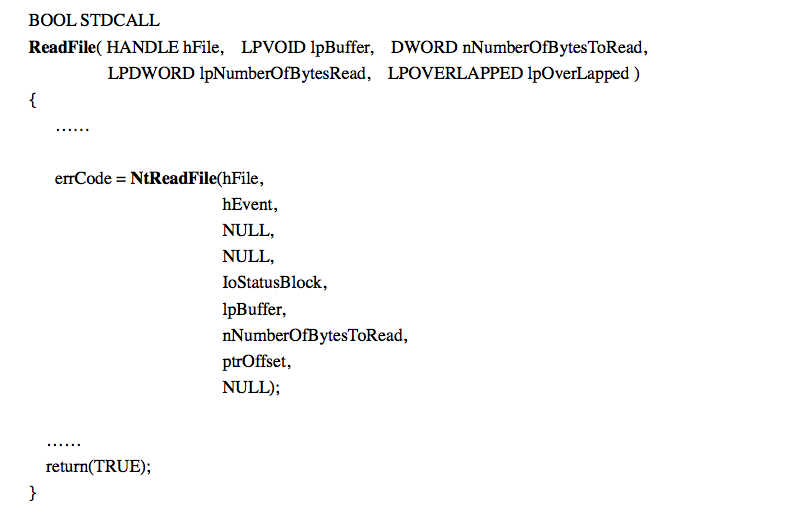 BOOL STDCALL
ReadFile( HANDLE hFile, LPVOID lpBuffer, DWORD nNumberOfBytesToRead,
LPDWORD lpNumberOfBytesRead, LPOVERLAPPED lpOverLapped )
{
……
errCode = NtReadFile(hFile,
hEvent,
NULL,
NULL,
IoStatusBlock,
lpBuffer,
nNumberOfBytesToRead,
ptrOffset,
NULL);
……
return(TRUE);
}